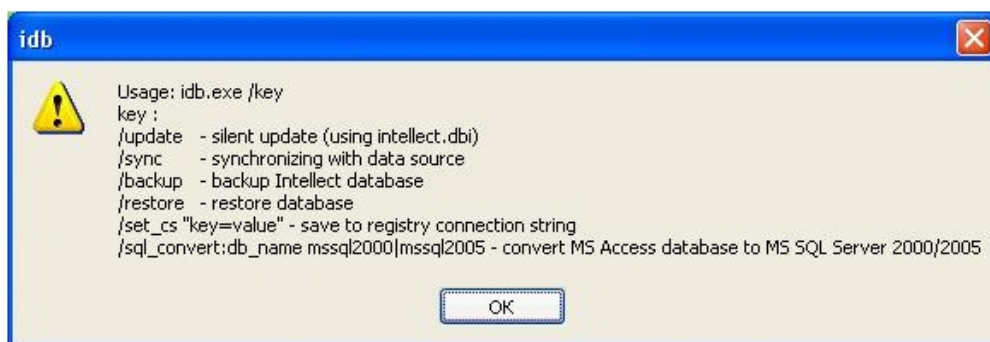 idb
Usage: idb.exe /key
key :
/update - silent update (using intellect.dbi)
/sync - synchronizing with data source
/backup - backup Intellect database
/restore - restore database
/set_cs "key=value" - save to registry connection string
/sql_convert:db_name mssql2000|mssql2005 - convert MS Access database to MS SQL Server 2000/2005
OK